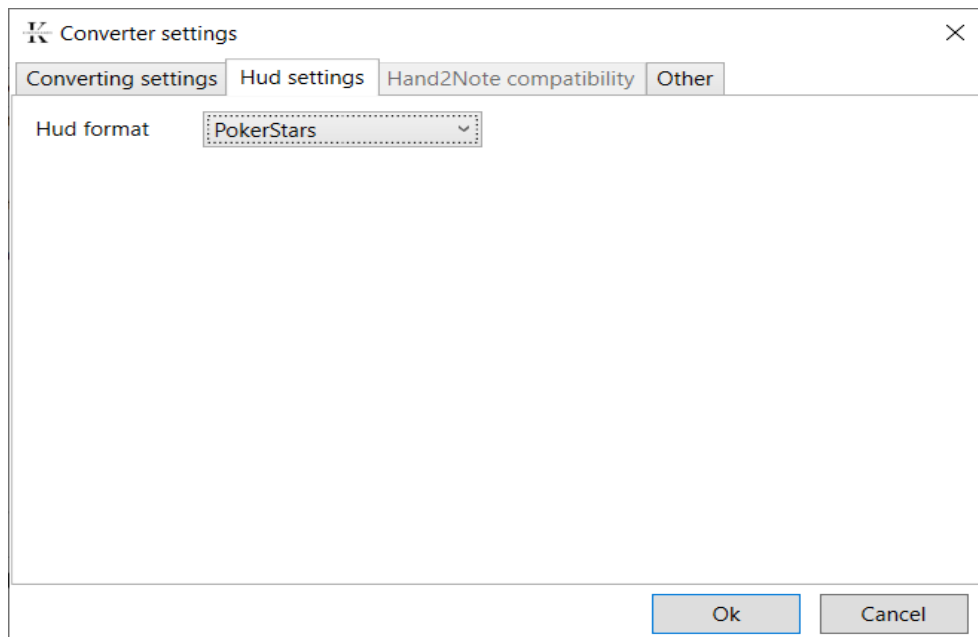 Converter settings
Converting settings Hud settings Hand2Note compatibility Other
Hud format PokerStars
Ok Cancel